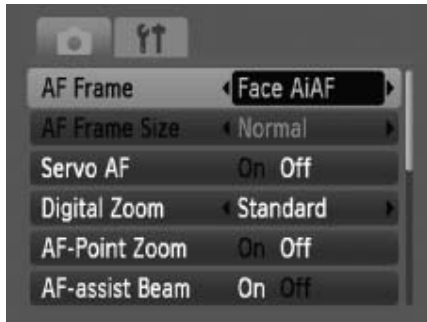 AF Frame Face AiAF
AF Frame Size Normal
Servo AF On Off
Digital Zoom Standard
AF-Point Zoom On Off
AF-assist Beam On Off